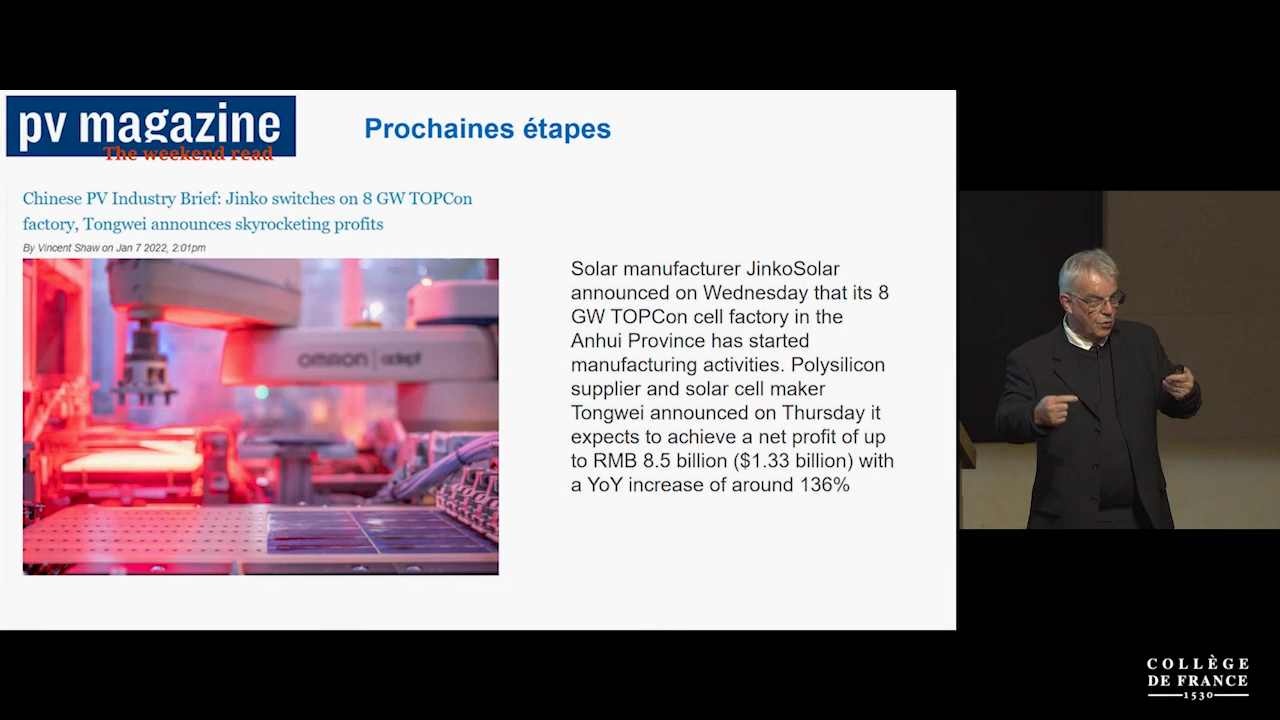 pv magazine
The weekend read
Prochaines étapes
Chinese PV Industry Brief: Jinko switches on 8 GW TOPCon
factory, Tongwei announces skyrocketing profits
By Vincent Shaw on Jan 7 2022, 2:01pm
OMRON | adept
Solar manufacturer JinkoSolar
announced on Wednesday that its 8
GW TOPCon cell factory in the
Anhui Province has started
manufacturing activities. Polysilicon
supplier and solar cell maker
Tongwei announced on Thursday it
expects to achieve a net profit of up
to RMB 8.5 billion ($1.33 billion) with
a YoY increase of around 136%
COLLÈGE
DE FRANCE
1530